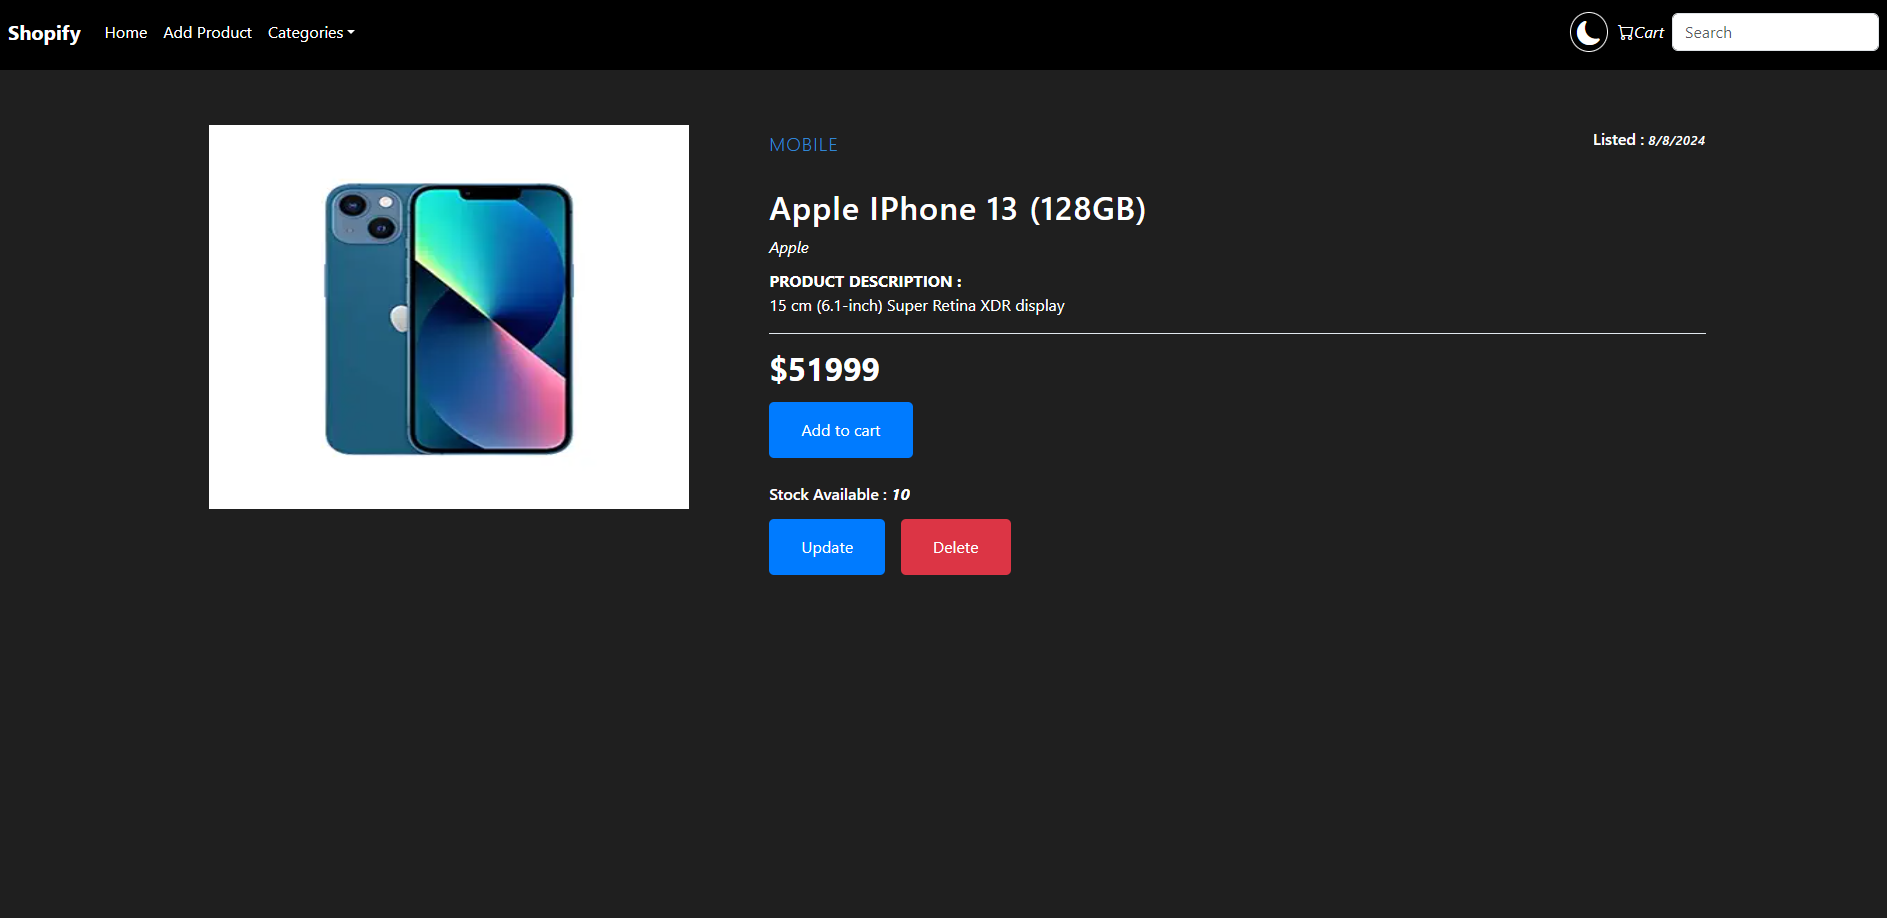 Shopify Home Add Product Categories Cart Search
MOBILE
Listed : 8/8/2024
Apple IPhone 13 (128GB)
Apple
PRODUCT DESCRIPTION :
15 cm (6.1-inch) Super Retina XDR display
$51999
Add to cart
Stock Available : 10
Update Delete